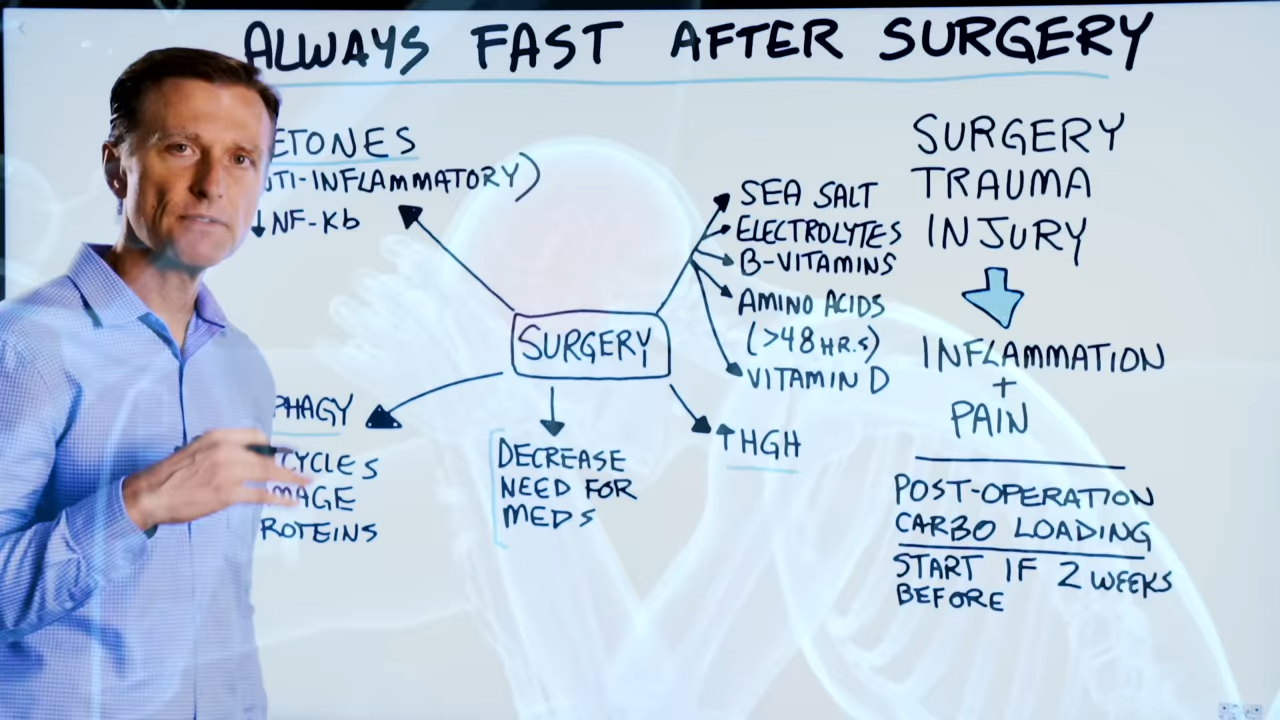 ALWAYS FAST AFTER SURGERY
ETONES
TI-INFLAMMATORY)
↓NF-Kb
PHAGY
CYCLES
MAGE
ROTEINS
SURGERY
DECREASE
NEED FOR
MEDS
SEA SALT
ELECTROLYTES
B-VITAMINS
AMINO ACIDS
(>48 HR.S)
VITAMIN D
↑HGH
SURGERY
TRAUMA
INJURY
INFLAMMATION
+
PAIN
POST-OPERATION
CARBO LOADING
START IF 2 WEEKS
BEFORE